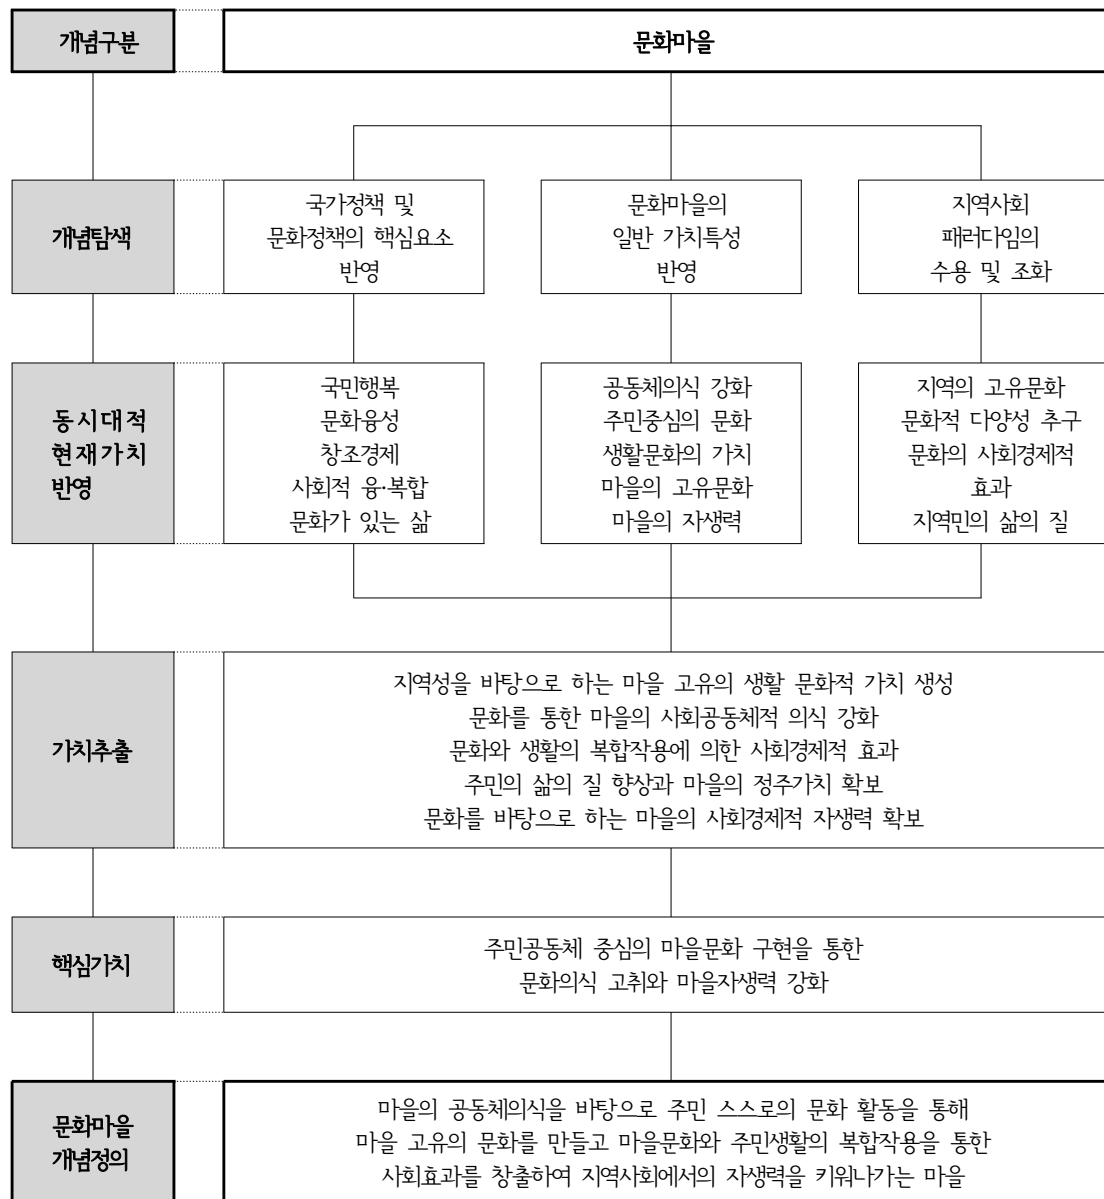 개념구분
문화마을
개념탐색
국가정책 및
문화정책의 핵심요소
반영
문화마을의
일반 가치특성
반영
지역사회
패러다임의
수용 및 조화
동시대적
현재가치
반영
국민행복
문화융성
창조경제
사회적 융·복합
문화가 있는 삶
공동체의식 강화
주민중심의 문화
생활문화의 가치
마을의 고유문화
마을의 자생력
지역의 고유문화
문화적 다양성 추구
문화의 사회경제적
효과
지역민의 삶의 질
가치추출
지역성을 바탕으로 하는 마을 고유의 생활 문화적 가치 생성
문화를 통한 마을의 사회공동체적 의식 강화
문화와 생활의 복합작용에 의한 사회경제적 효과
주민의 삶의 질 향상과 마을의 정주가치 확보
문화를 바탕으로 하는 마을의 사회경제적 자생력 확보
핵심가치
주민공동체 중심의 마을문화 구현을 통한
문화의식 고취와 마을자생력 강화
문화마을
개념정의
마을의 공동체의식을 바탕으로 주민 스스로의 문화 활동을 통해
마을 고유의 문화를 만들고 마을문화와 주민생활의 복합작용을 통한
사회효과를 창출하여 지역사회에서의 자생력을 키워나가는 마을